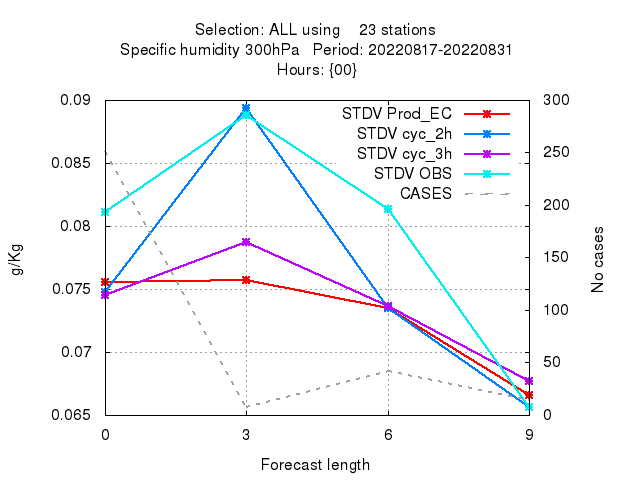 Selection: ALL using    23 stations
Specific humidity 300hPa   Period: 20220817-20220831
Hours: {00}
0.09
0.085
0.08
0.075
0.07
0.065
g/Kg
STDV Prod_EC
STDV cyc_2h
STDV cyc_3h
STDV OBS
CASES
300
250
200
150
100
50
0
No cases
0 3 6 9
Forecast length